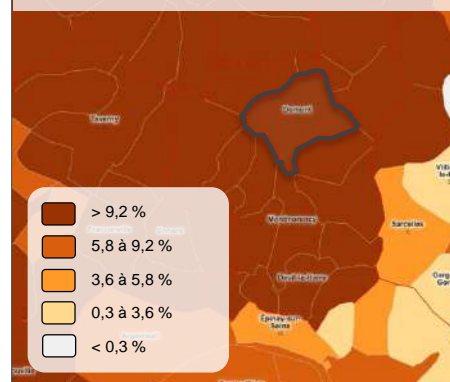 Domont
Taverny
Montmorency
Sarcelles
Deuil-la-Barre
Épinay-sur-
Seine
> 9,2 %
5,8 à 9,2 %
3,6 à 5,8 %
0,3 à 3,6 %
< 0,3 %